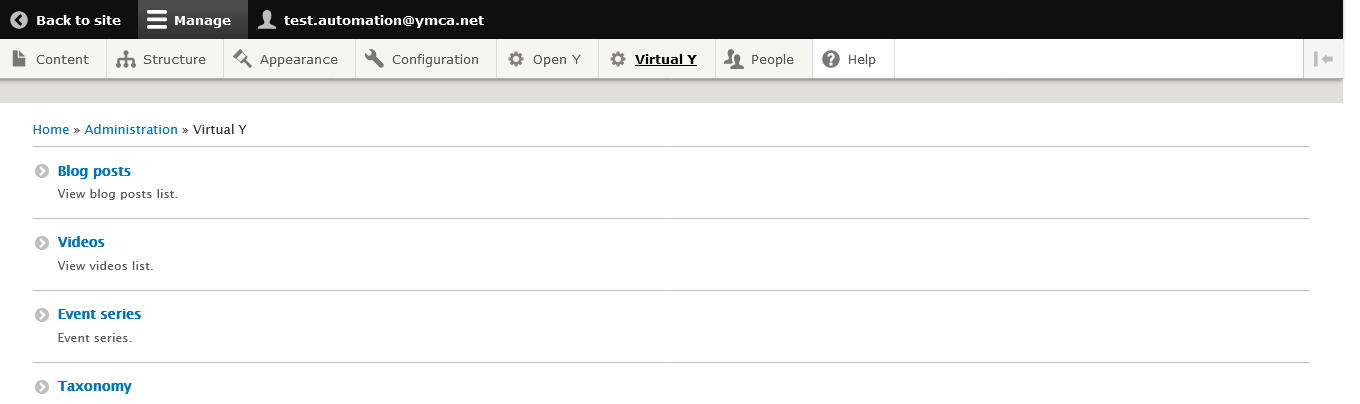 Back to site Manage test.automation@ymca.net
Content Structure Appearance Configuration Open Y Virtual Y People Help
Home » Administration » Virtual Y
Blog posts
View blog posts list.
Videos
View videos list.
Event series
Event series.
Taxonomy